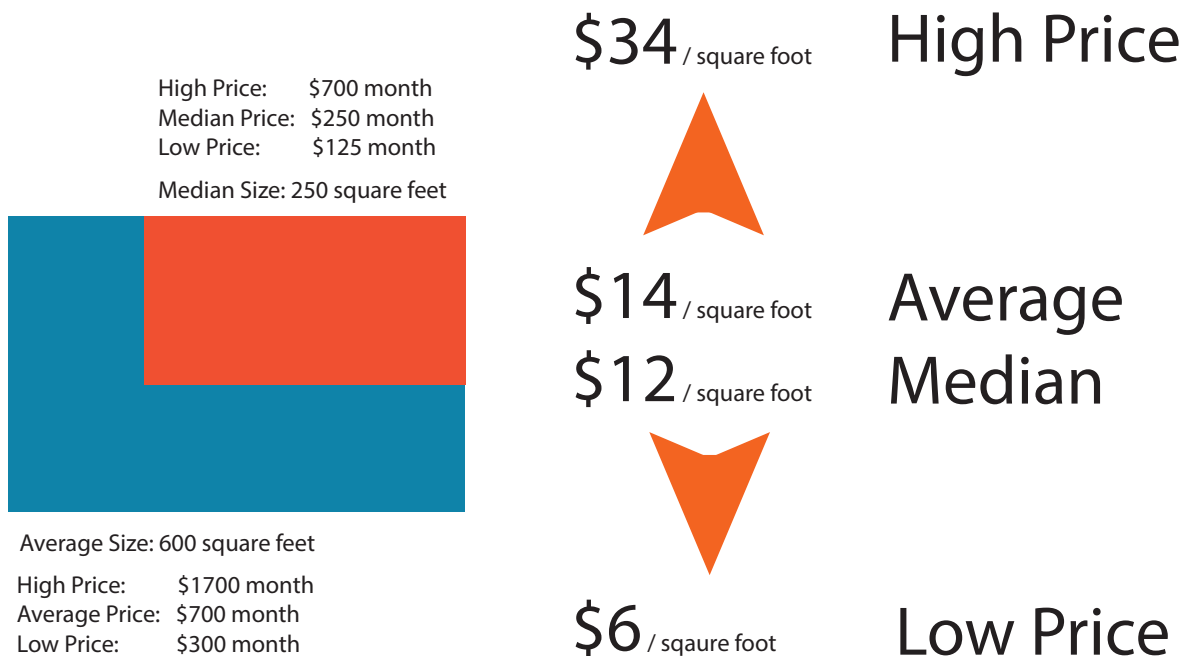 High Price: $700 month
Median Price: $250 month
Low Price: $125 month
Median Size: 250 square feet
Average Size: 600 square feet
High Price: $1700 month
Average Price: $700 month
Low Price: $300 month
$34 / square foot High Price
$14 / square foot Average
$12 / square foot Median
$6 / sqaure foot Low Price